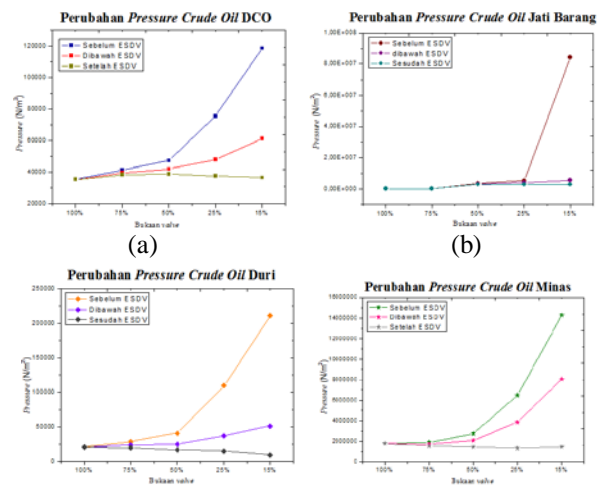 Perubahan Pressure Crude Oil DCO
Sebelum ESDV
Dibawah ESDV
Setelah ESDV
120000
100000
80000
60000
40000
20000
Pressure (N/m²)
100%
75%
50%
25%
15%
Bukaan valve
(a)
Perubahan Pressure Crude Oil Jati Barang
Sebelum ESDV
dibawah ESDV
Sesudah ESDV
1,00E+008
8,00E+007
6,00E+007
4,00E+007
2,00E+007
0,00E+000
Pressure (N/m²)
100%
75%
50%
25%
15%
Bukaan valve
(b)
Perubahan Pressure Crude Oil Duri
Sebelum ESDV
Dibawah ESDV
Sesudah ESDV
250000
200000
150000
100000
50000
0
Pressure (N/m²)
100%
75%
50%
25%
15%
Bukaan valve
Perubahan Pressure Crude Oil Minas
Sebelum ESDV
Dibawah ESDV
Setelah ESDV
16000000
14000000
12000000
10000000
8000000
6000000
4000000
2000000
0
Pressure (N/m²)
100%
75%
50%
25%
15%
Bukaan valve